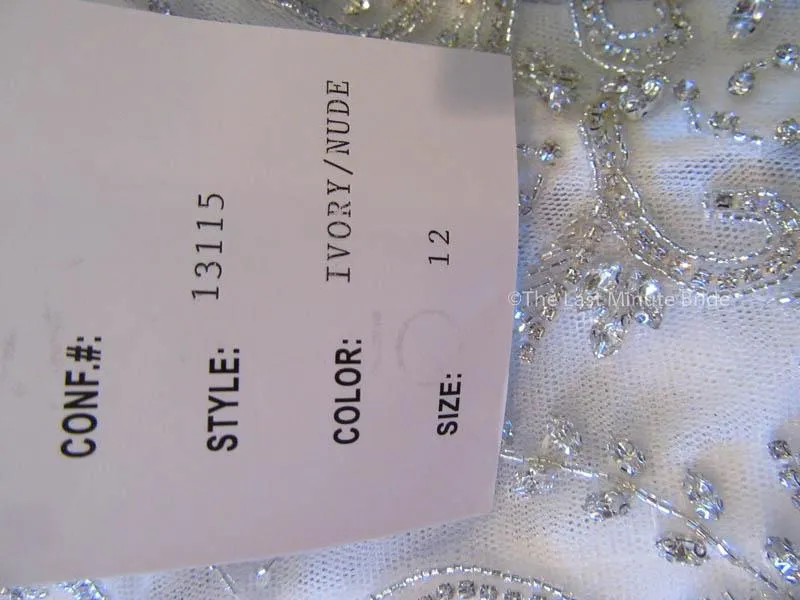 CONF.#:
STYLE: 13115
COLOR: IVORY/NUDE
SIZE: 12
©The Last Minute Bride